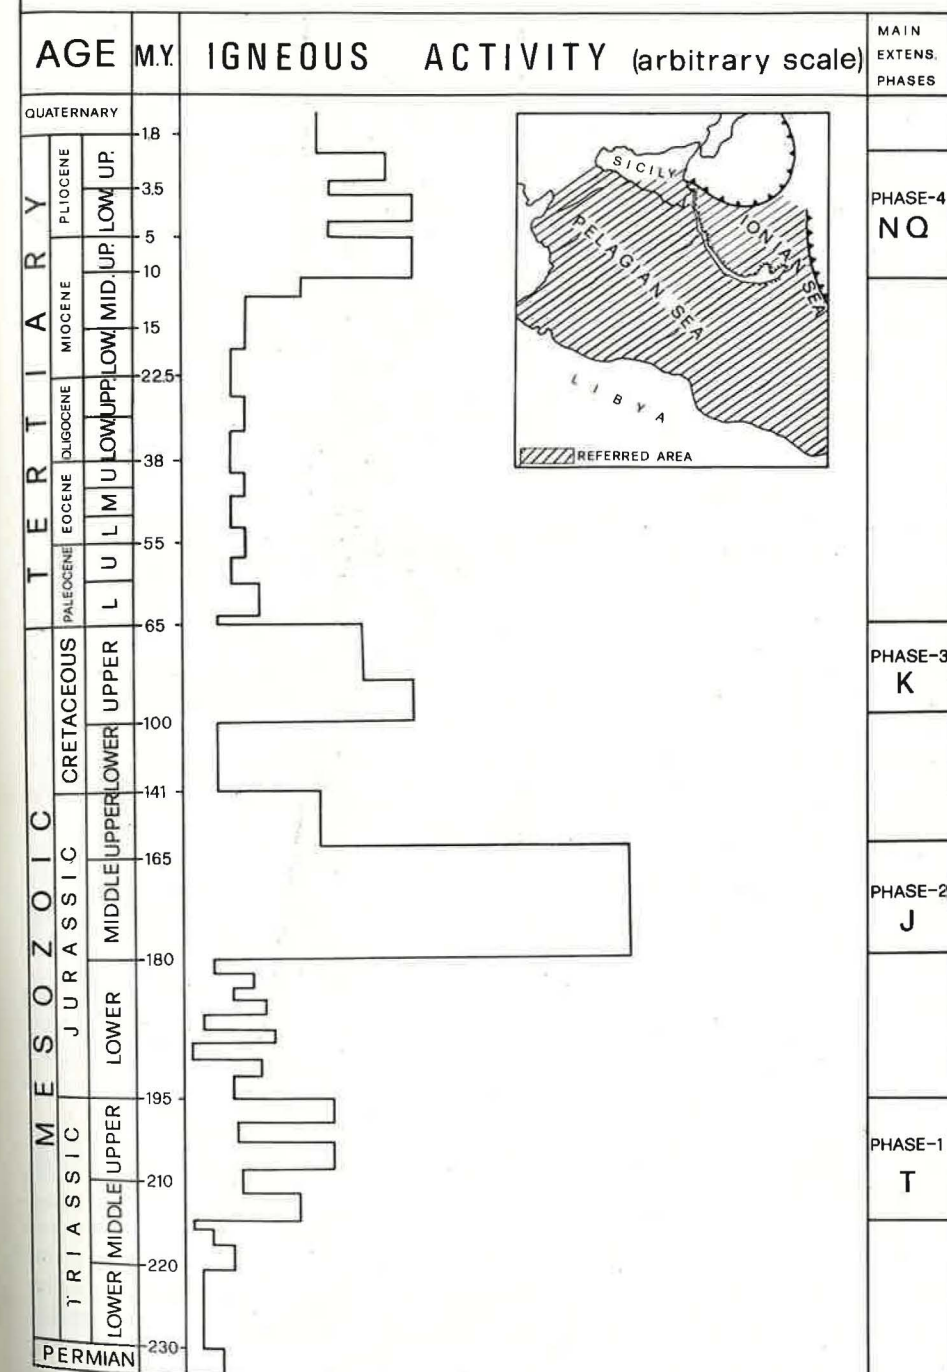 AGE M.Y. IGNEOUS ACTIVITY (arbitrary scale)
MAIN
EXTENS.
PHASES
QUATERNARY
TERTIARY
PLIOCENE
UP.
LOW.
MIOCENE
UP.
MID.
LOW.
OLIGOCENE
UPP.
LOW.
EOCENE
U
M
L
PALEOCENE
U
L
MESOZOIC
CRETACEOUS
UPPER
LOWER
JURASSIC
UPPER
MIDDLE
LOWER
TRIASSIC
UPPER
MIDDLE
LOWER
PERMIAN
1.8
3.5
5
10
15
22.5
38
55
65
100
141
165
180
195
210
220
230
SICILY
IONIAN SEA
PELAGIAN SEA
LIBYA
REFERRED AREA
PHASE-4
NQ
PHASE-3
K
PHASE-2
J
PHASE-1
T